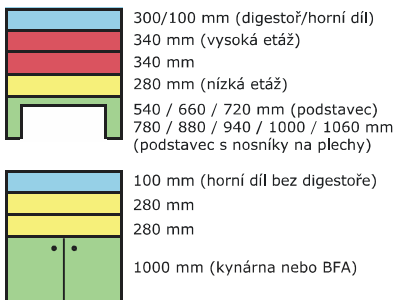 300/100 mm (digestoř/horní díl)
340 mm (vysoká etáž)
340 mm
280 mm (nízká etáž)
540 / 660 / 720 mm (podstavec)
780 / 880 / 940 / 1000 / 1060 mm
(podstavec s nosníky na plechy)
100 mm (horní díl bez digestoře)
280 mm
280 mm
1000 mm (kynárna nebo BFA)